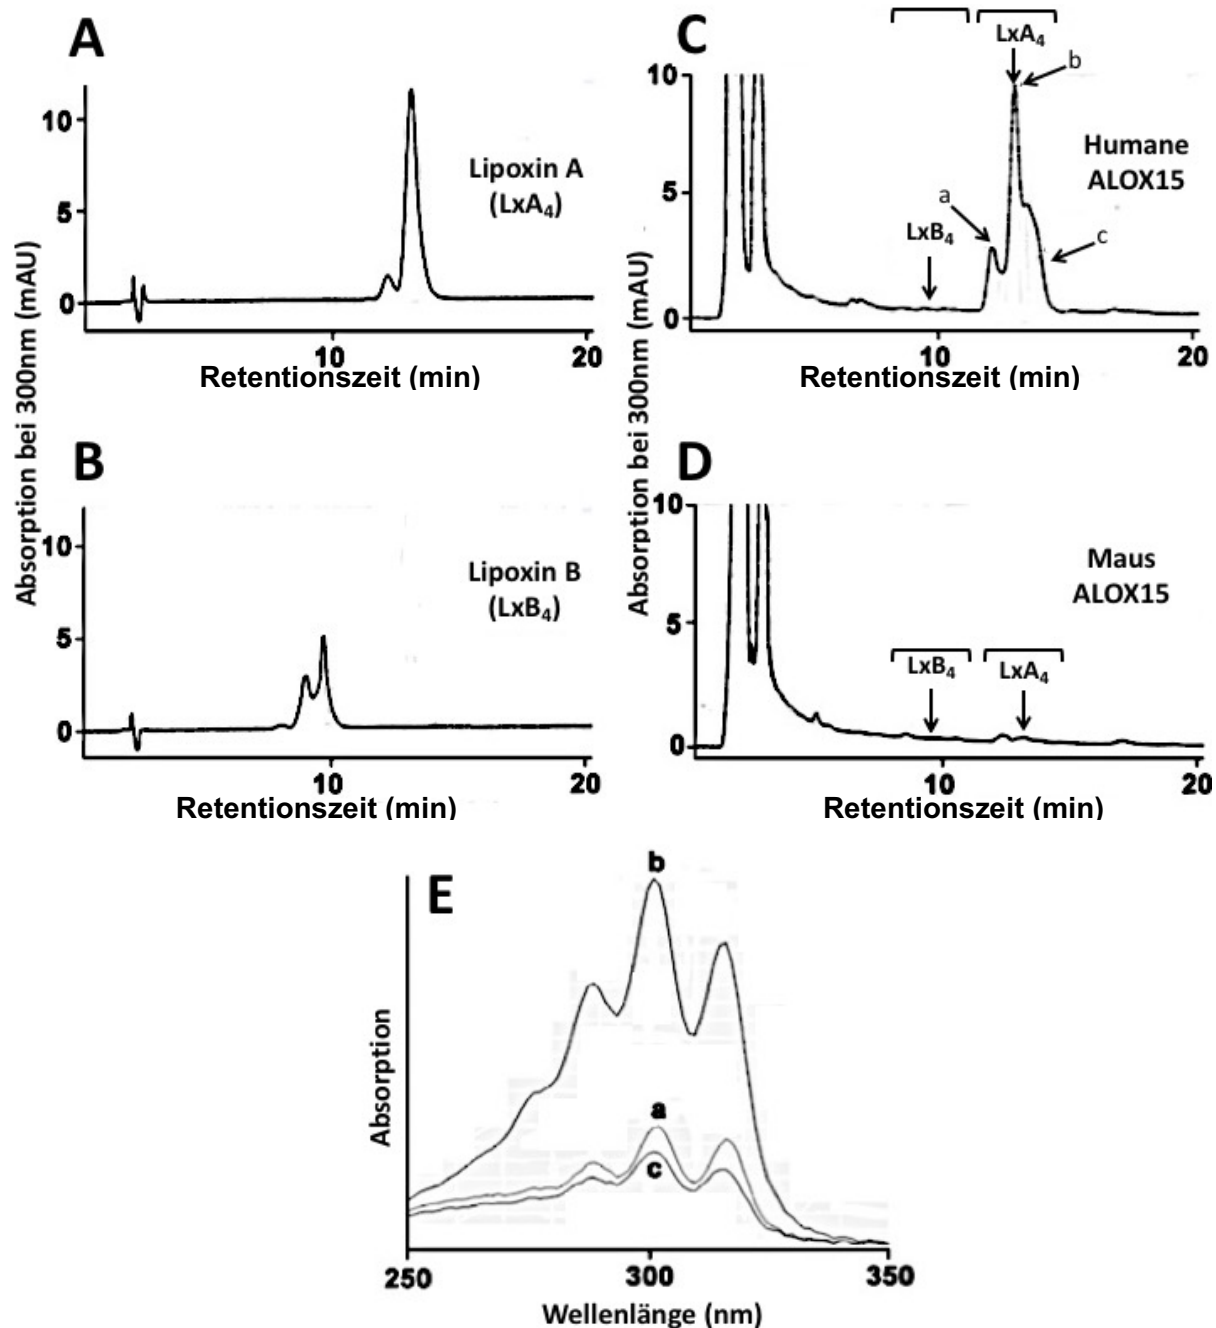 A
10
5
0
10
20
Lipoxin A
(LxA₄)
Retentionszeit (min)
Absorption bei 300nm (mAU)
B
10
5
0
10
20
Lipoxin B
(LxB₄)
Retentionszeit (min)
C
10
5
0
10
20
LxA₄
b
a
LxB₄
c
Humane
ALOX15
Retentionszeit (min)
Absorption bei 300nm (mAU)
D
10
5
0
10
20
Maus
ALOX15
LxB₄
LxA₄
Retentionszeit (min)
E
b
a
c
Absorption
250
300
350
Wellenlänge (nm)